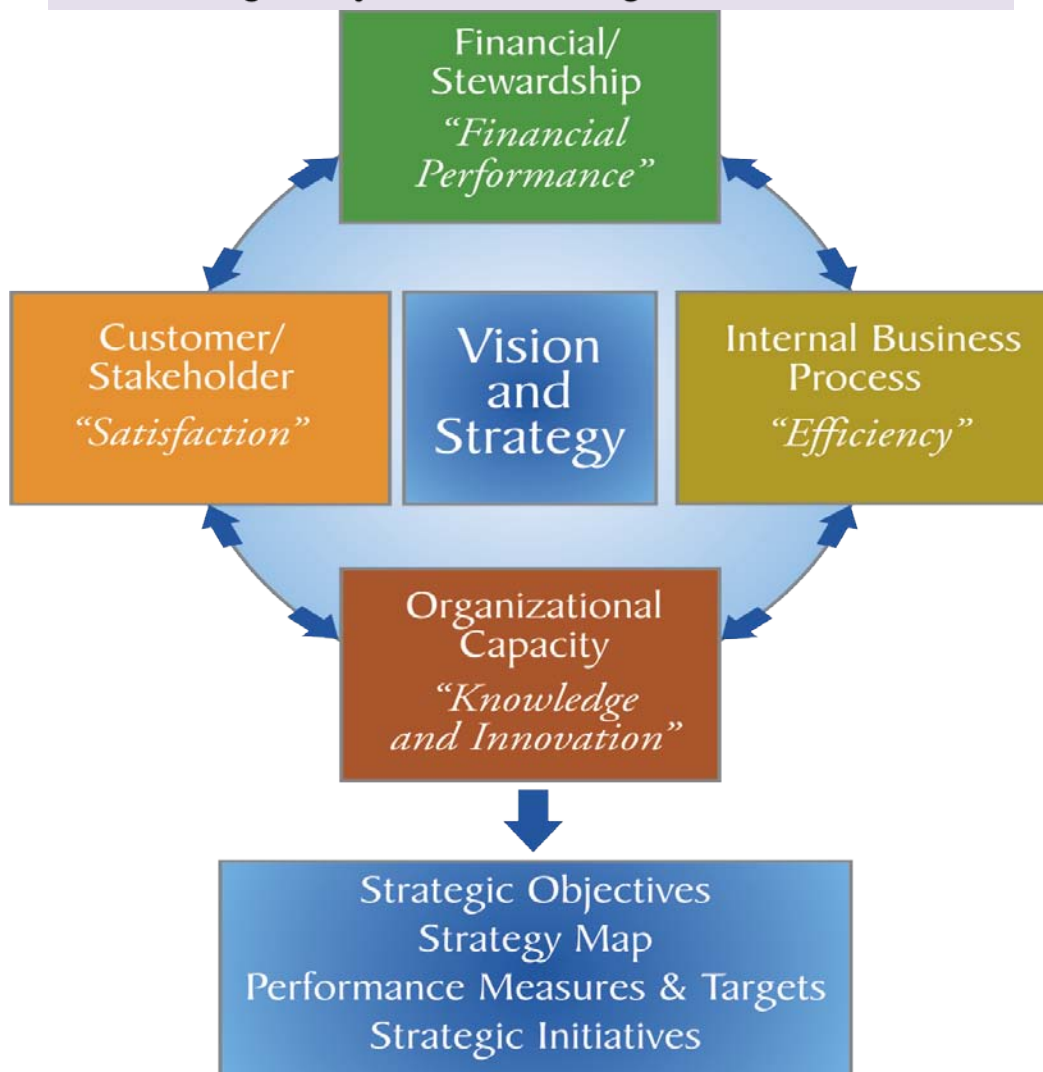 Financial/
Stewardship
“Financial
Performance”
Customer/
Stakeholder
“Satisfaction”
Vision
and
Strategy
Internal Business
Process
“Efficiency”
Organizational
Capacity
“Knowledge
and Innovation”
Strategic Objectives
Strategy Map
Performance Measures & Targets
Strategic Initiatives